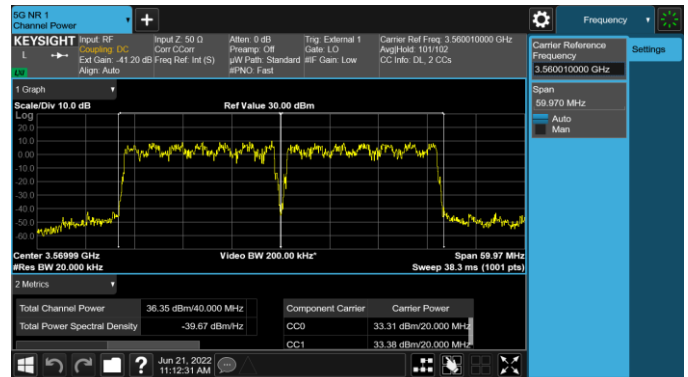 5G NR 1
Channel Power
Frequency
KEYSIGHT
L
LXI
Input: RF
Coupling: DC
Ext Gain: -41.20 dB
Align: Auto
Input Z: 50 Ω
Corr CCorr
Freq Ref: Int (S)
Atten: 0 dB
Preamp: Off
µW Path: Standard
#PNO: Fast
Trig: External 1
Gate: LO
#IF Gain: Low
Carrier Ref Freq: 3.560010000 GHz
Avg|Hold: 101/102
CC Info: DL, 2 CCs
Carrier Reference
Frequency
3.560010000 GHz
Settings
Span
59.970 MHz
Auto
Man
1 Graph
Scale/Div 10.0 dB
Ref Value 30.00 dBm
Log
20.0
10.0
0.00
-10.0
-20.0
-30.0
-40.0
-50.0
-60.0
Center 3.56999 GHz
#Res BW 20.000 kHz
Video BW 200.00 kHz*
Span 59.97 MHz
Sweep 38.3 ms (1001 pts)
2 Metrics
Total Channel Power 36.35 dBm/40.000 MHz
Total Power Spectral Density -39.67 dBm/Hz
Component Carrier Carrier Power
CC0 33.31 dBm/20.000 MHz
CC1 33.38 dBm/20.000 MHz
?
Jun 21, 2022
11:12:31 AM